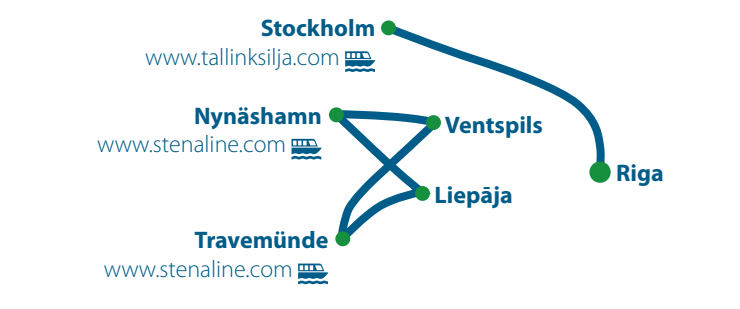 Stockholm
www.tallinksilja.com
Nynäshamn
www.stenaline.com
Ventspils
Riga
Liepāja
Travemünde
www.stenaline.com